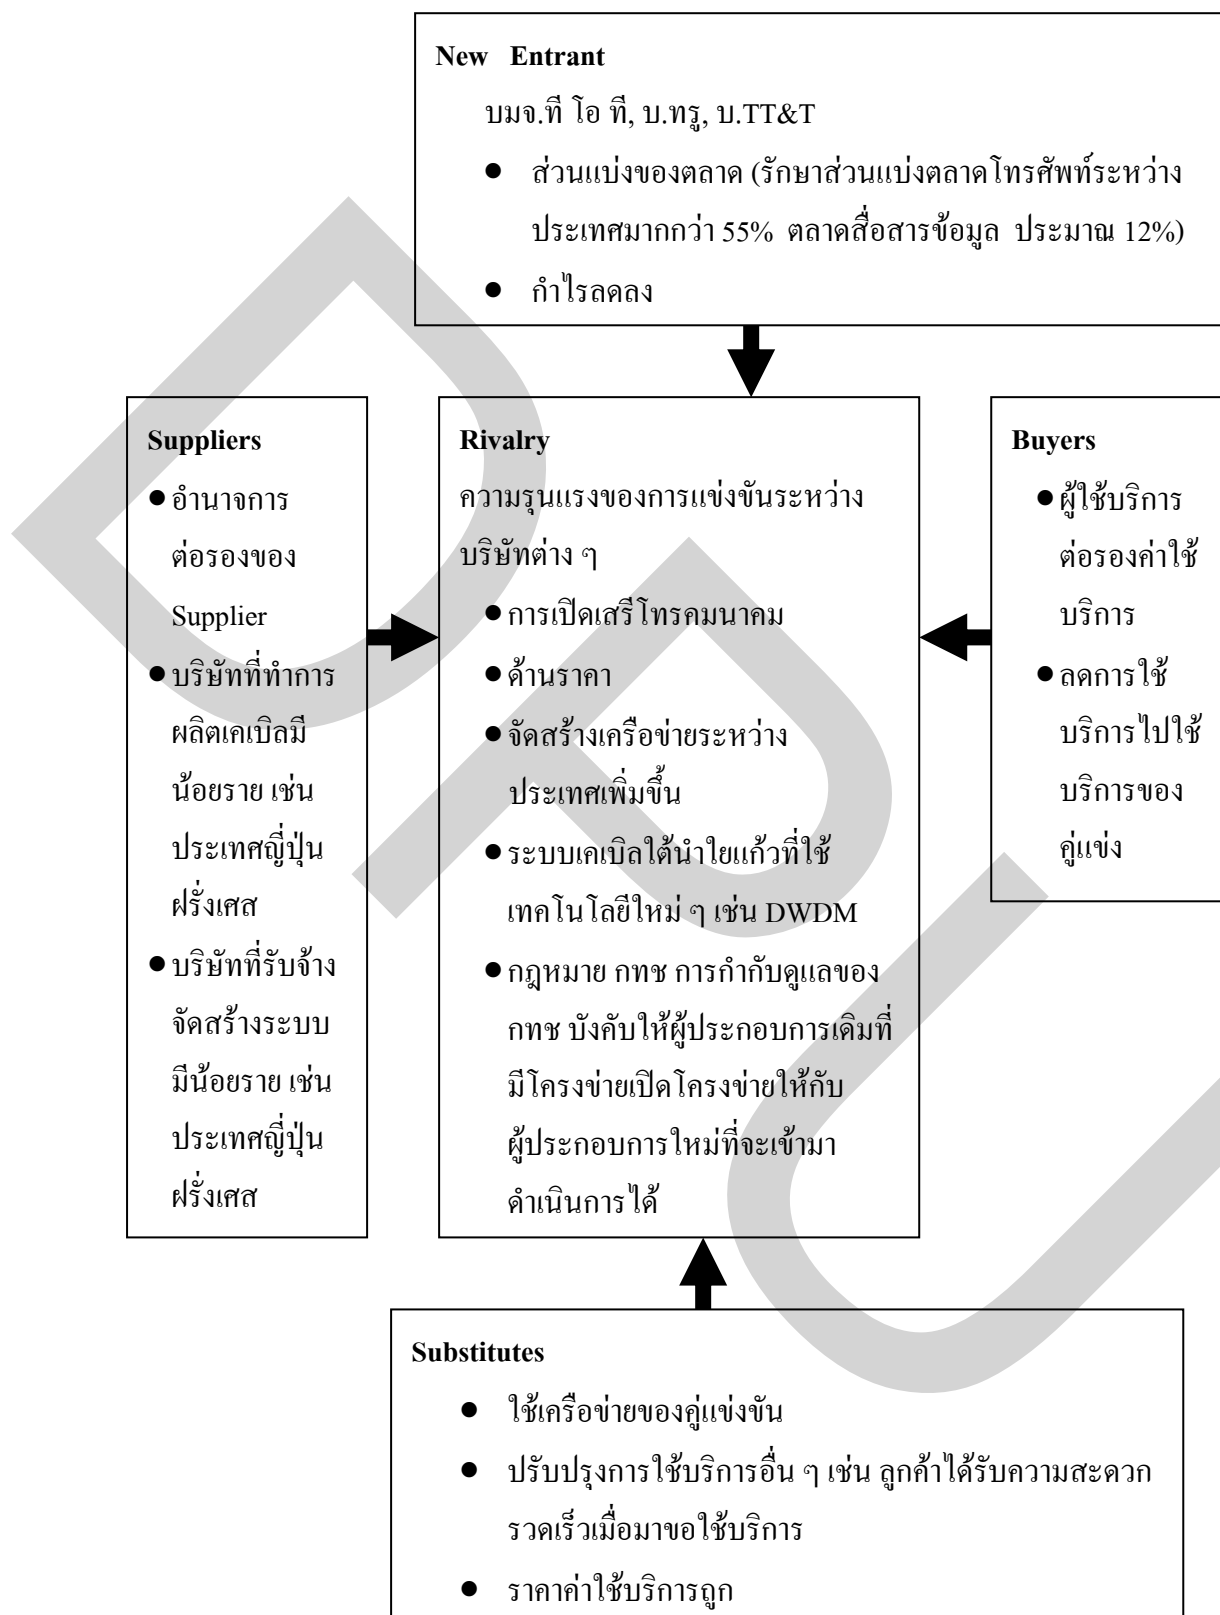 New Entrant
บมจ.ที โอ ที, บ.ทรู, บ.TT&T
● ส่วนแบ่งของตลาด (รักษาส่วนแบ่งตลาดโทรศัพท์ระหว่าง
ประเทศมากกว่า 55% ตลาดสื่อสารข้อมูล ประมาณ 12%)
● กำไรลดลง
Suppliers
● อำนาจการ
ต่อรองของ
Supplier
● บริษัทที่ทำการ
ผลิตเคเบิลมี
น้อยราย เช่น
ประเทศญี่ปุ่น
ฝรั่งเศส
● บริษัทที่รับจ้าง
จัดสร้างระบบ
มีน้อยราย เช่น
ประเทศญี่ปุ่น
ฝรั่งเศส
Rivalry
ความรุนแรงของการแข่งขันระหว่าง
บริษัทต่าง ๆ
● การเปิดเสรีโทรคมนาคม
● ด้านราคา
● จัดสร้างเครือข่ายระหว่าง
ประเทศเพิ่มขึ้น
● ระบบเคเบิลใต้นำใยแก้วที่ใช้
เทคโนโลยีใหม่ ๆ เช่น DWDM
● กฎหมาย กทช การกำกับดูแลของ
กทช บังคับให้ผู้ประกอบการเดิมที่
มีโครงข่ายเปิดโครงข่ายให้กับ
ผู้ประกอบการใหม่ที่จะเข้ามา
ดำเนินการได้
Buyers
● ผู้ใช้บริการ
ต่อรองค่าใช้
บริการ
● ลดการใช้
บริการไปใช้
บริการของ
คู่แข่ง
Substitutes
● ใช้เครือข่ายของคู่แข่งขัน
● ปรับปรุงการใช้บริการอื่น ๆ เช่น ลูกค้าได้รับความสะดวก
รวดเร็วเมื่อมาขอใช้บริการ
● ราคาค่าใช้บริการถูก
DPU